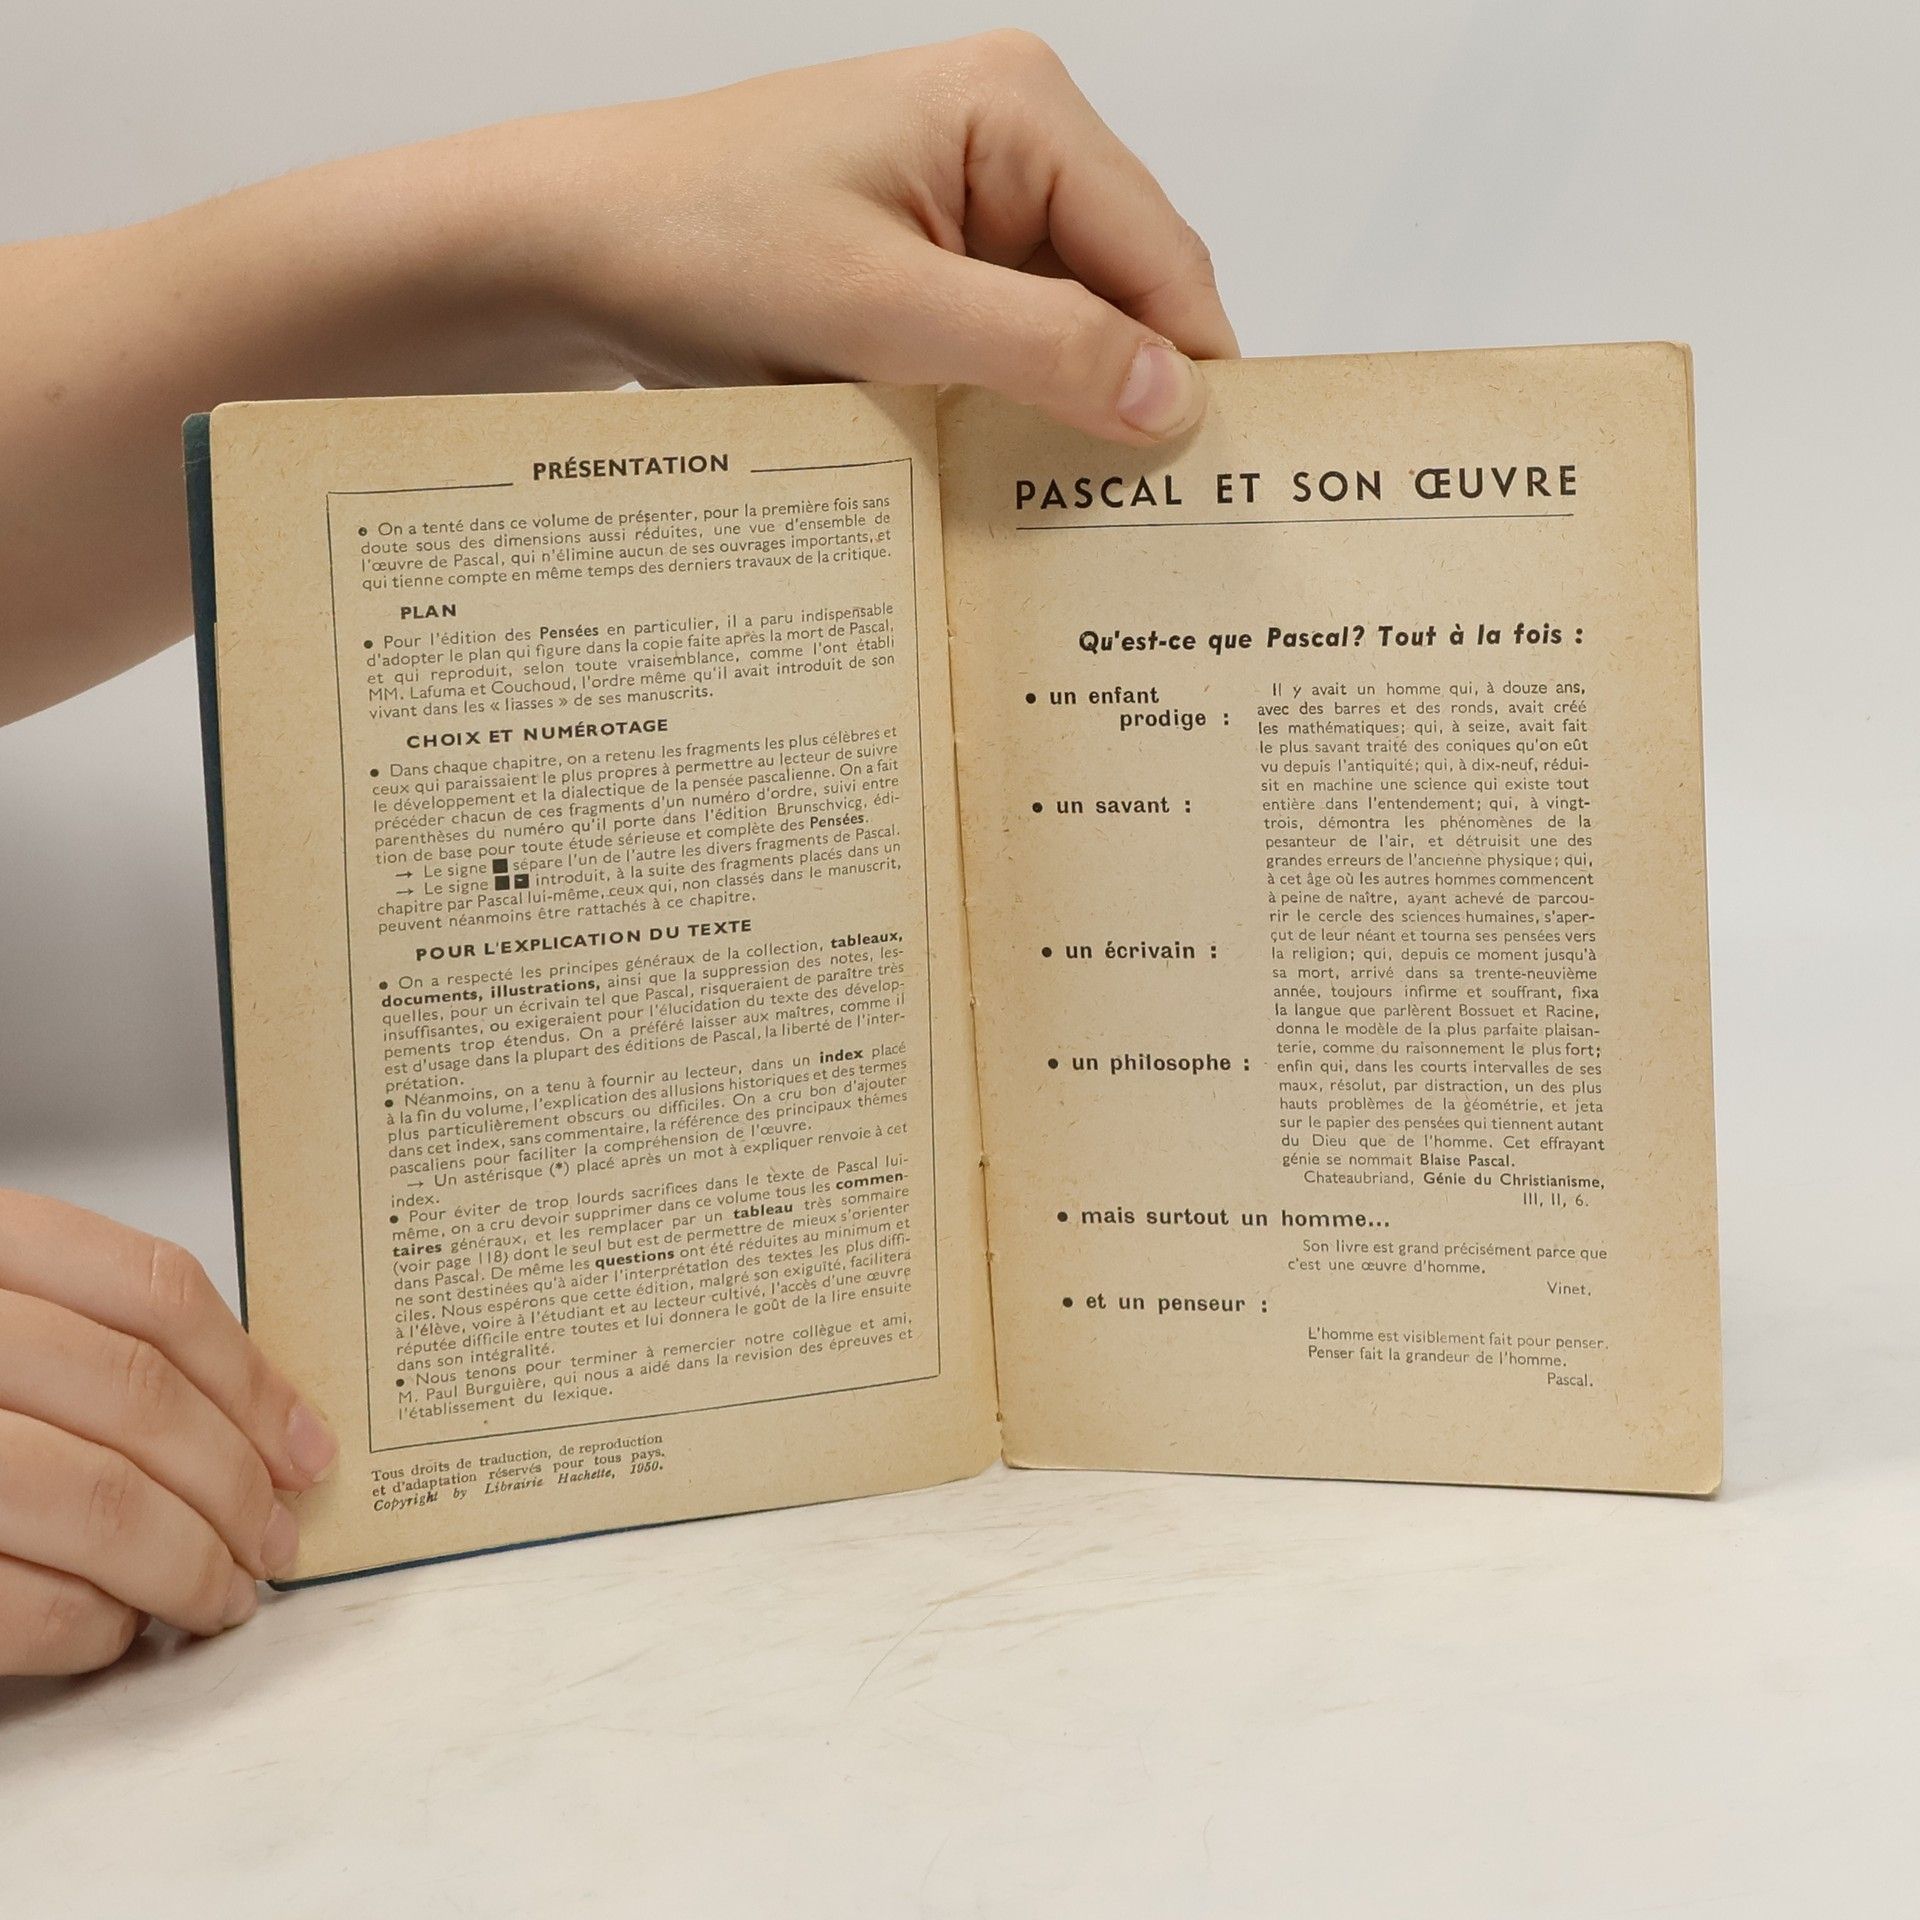 PRÉSENTATION
● On a tenté dans ce volume de présenter, pour la première fois sans
doute sous des dimensions aussi réduites, une vue d'ensemble de
l'œuvre de Pascal, qui n'élimine aucun de ses ouvrages importants, et
qui tienne compte en même temps des derniers travaux de la critique.
PLAN
● Pour l'édition des Pensées en particulier, il a paru indispensable
d'adopter le plan qui figure dans la copie faite après la mort de Pascal,
et qui reproduit, selon toute vraisemblance, comme l'ont établi
MM. Lafuma et Couchoud, l'ordre même qu'il avait introduit de son
vivant dans les « liasses » de ses manuscrits.
CHOIX ET NUMÉROTAGE
● Dans chaque chapitre, on a retenu les fragments les plus célèbres et
ceux qui paraissaient le plus propres à permettre au lecteur de suivre
le développement et la dialectique de la pensée pascalienne. On a fait
précéder chacun de ces fragments d'un numéro d'ordre, suivi entre
parenthèses du numéro qu'il porte dans l'édition Brunschvicg, édi-
tion de base pour toute étude sérieuse et complète des Pensées.
→ Le signe ■ sépare l'un de l'autre les divers fragments de Pascal.
→ Le signe ■■ introduit, à la suite des fragments placés dans un
chapitre par Pascal lui-même, ceux qui, non classés dans le manuscrit,
peuvent néanmoins être rattachés à ce chapitre.
POUR L'EXPLICATION DU TEXTE
● On a respecté les principes généraux de la collection, tableaux,
documents, illustrations, ainsi que la suppression des notes, les-
quelles, pour un écrivain tel que Pascal, risqueraient de paraître très
insuffisantes, ou exigeraient pour l'élucidation du texte des dévelop-
pements trop étendus. On a préféré laisser aux maîtres, comme il
est d'usage dans la plupart des éditions de Pascal, la liberté de l'inter-
prétation.
● Néanmoins, on a tenu à fournir au lecteur, dans un index placé
à la fin du volume, l'explication des allusions historiques et des termes
plus particulièrement obscurs ou difficiles. On a cru bon d'ajouter
dans cet index, sans commentaire, la référence des principaux thèmes
pascaliens pour faciliter la compréhension de l'œuvre.
→ Un astérisque (*) placé après un mot à expliquer renvoie à cet
index.
● Pour éviter de trop lourds sacrifices dans le texte de Pascal lui-
même, on a cru devoir supprimer dans ce volume tous les commen-
taires généraux, et les remplacer par un tableau très sommaire
(voir page 118) dont le seul but est de permettre de mieux s'orienter
dans Pascal. De même les questions ont été réduites au minimum et
ne sont destinées qu'à aider l'interprétation des textes les plus diffi-
ciles. Nous espérons que cette édition, malgré son exiguïté, facilitera
à l'élève, voire à l'étudiant et au lecteur cultivé, l'accès d'une œuvre
réputée difficile entre toutes et lui donnera le goût de la lire ensuite
dans son intégralité.
● Nous tenons pour terminer à remercier notre collègue et ami,
M. Paul Burguière, qui nous a aidé dans la revision des épreuves et
l'établissement du lexique.
Tous droits de traduction, de reproduction
et d'adaptation réservés pour tous pays.
Copyright by Librairie Hachette, 1950.
PASCAL ET SON ŒUVRE
Qu'est-ce que Pascal? Tout à la fois :
● un enfant
prodige :
● un savant :
● un écrivain :
● un philosophe :
Il y avait un homme qui, à douze ans,
avec des barres et des ronds, avait créé
les mathématiques; qui, à seize, avait fait
le plus savant traité des coniques qu'on eût
vu depuis l'antiquité; qui, à dix-neuf, rédui-
sit en machine une science qui existe tout
entière dans l'entendement; qui, à vingt-
trois, démontra les phénomènes de la
pesanteur de l'air, et détruisit une des
grandes erreurs de l'ancienne physique; qui,
à cet âge où les autres hommes commencent
à peine de naître, ayant achevé de parcou-
rir le cercle des sciences humaines, s'aper-
çut de leur néant et tourna ses pensées vers
la religion; qui, depuis ce moment jusqu'à
sa mort, arrivé dans sa trente-neuvième
année, toujours infirme et souffrant, fixa
la langue que parlèrent Bossuet et Racine,
donna le modèle de la plus parfaite plaisan-
terie, comme du raisonnement le plus fort;
enfin qui, dans les courts intervalles de ses
maux, résolut, par distraction, un des plus
hauts problèmes de la géométrie, et jeta
sur le papier des pensées qui tiennent autant
du Dieu que de l'homme. Cet effrayant
génie se nommait Blaise Pascal.
Chateaubriand, Génie du Christianisme,
III, II, 6.
● mais surtout un homme...
Son livre est grand précisément parce que
c'est une œuvre d'homme.
Vinet.
● et un penseur :
L'homme est visiblement fait pour penser.
Penser fait la grandeur de l'homme.
Pascal.